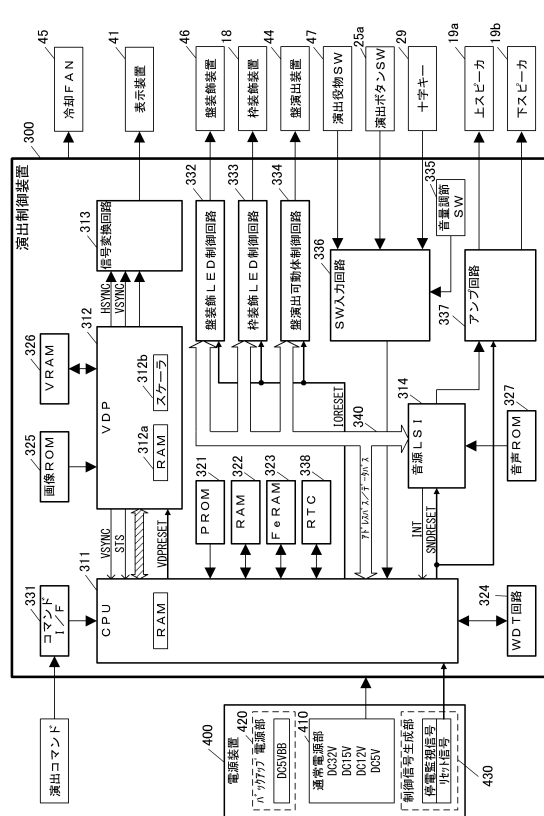 演出制御装置
300
冷却FAN
45
表示装置
41
盤装飾装置
46
枠装飾装置
18
盤演出装置
44
演出役物SW
47
演出ボタンSW
25a
十字キー
29
上スピーカ
19a
下スピーカ
19b
信号変換回路
313
HSYNC
VSYNC
盤装飾LED制御回路
332
枠装飾LED制御回路
333
盤演出可動体制御回路
334
SW入力回路
336
音量調節
SW
335
アンプ回路
337
VRAM
326
画像ROM
325
VDP
312
RAM
312a
スケーラ
312b
VSYNC
STS
VDPRESET
PROM
321
RAM
322
FeRAM
323
RTC
338
IORESET
アドレスバス/データバス
340
音源LSI
314
音声ROM
327
INT
SNDRESET
コマンド
I/F
331
CPU
311
RAM
WDT回路
324
演出コマンド
400
電源装置
バックアップ電源部
420
DC5VBB
通常電源部
410
DC32V
DC15V
DC12V
DC5V
制御信号生成部
停電監視信号
リセット信号
430